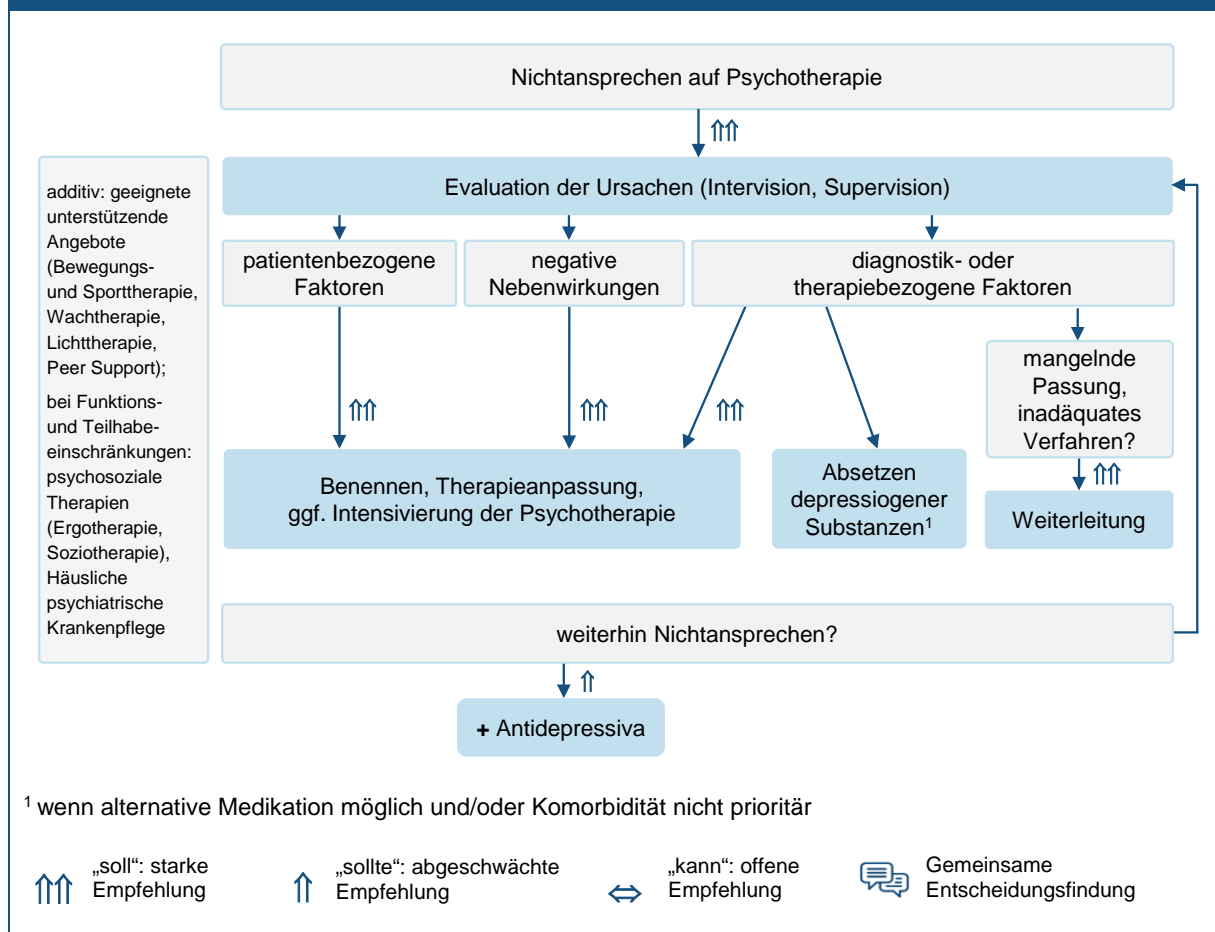 Nichtansprechen auf Psychotherapie
Evaluation der Ursachen (Intervision, Supervision)
additiv: geeignete
unterstützende
Angebote
(Bewegungs-
und Sporttherapie,
Wachtherapie,
Lichttherapie,
Peer Support);
bei Funktions-
und Teilhabe-
einschränkungen:
psychosoziale
Therapien
(Ergotherapie,
Soziotherapie),
Häusliche
psychiatrische
Krankenpflege
patientenbezogene
Faktoren
negative
Nebenwirkungen
diagnostik- oder
therapiebezogene Faktoren
mangelnde
Passung,
inadäquates
Verfahren?
Benennen, Therapieanpassung,
ggf. Intensivierung der Psychotherapie
Absetzen
depressiogener
Substanzen¹
Weiterleitung
weiterhin Nichtansprechen?
+ Antidepressiva
¹ wenn alternative Medikation möglich und/oder Komorbidität nicht prioritär
„soll“: starke
Empfehlung
„sollte“: abgeschwächte
Empfehlung
„kann“: offene
Empfehlung
Gemeinsame
Entscheidungsfindung